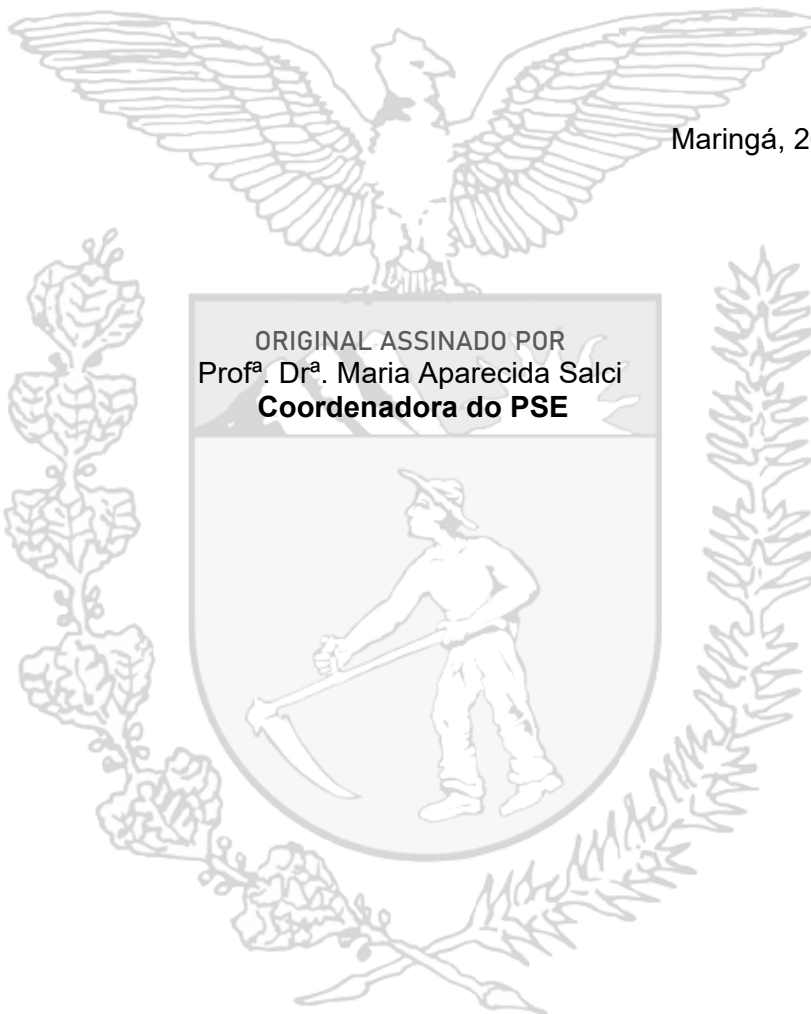 Maringá, 2
ORIGINAL ASSINADO POR
Profª. Drª. Maria Aparecida Salci
Coordenadora do PSE